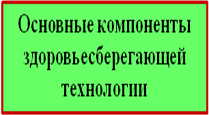 Основные компоненты
здоровьесберегающей
технологии